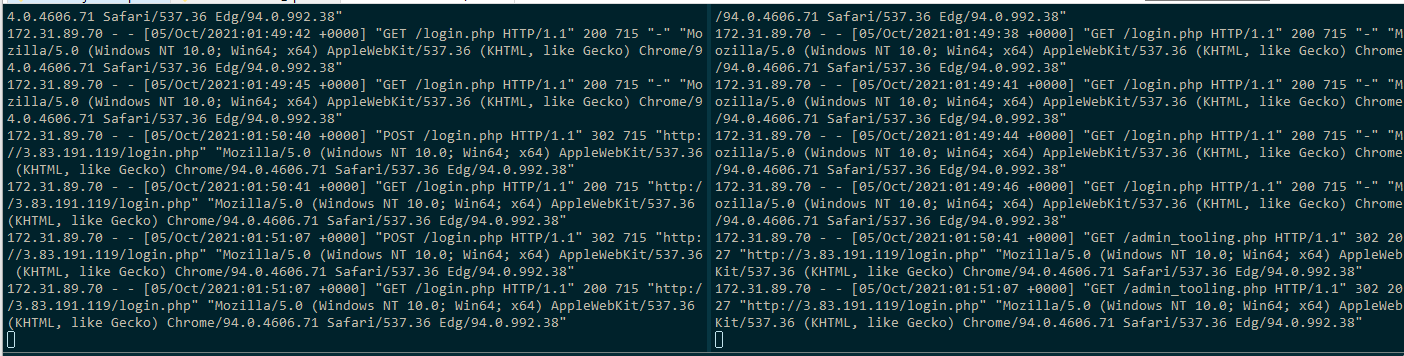 4.0.4606.71 Safari/537.36 Edg/94.0.992.38"
172.31.89.70 - - [05/Oct/2021:01:49:42 +0000] "GET /login.php HTTP/1.1" 200 715 "-" "Mo
zilla/5.0 (Windows NT 10.0; Win64; x64) AppleWebKit/537.36 (KHTML, like Gecko) Chrome/9
4.0.4606.71 Safari/537.36 Edg/94.0.992.38"
172.31.89.70 - - [05/Oct/2021:01:49:45 +0000] "GET /login.php HTTP/1.1" 200 715 "-" "Mo
zilla/5.0 (Windows NT 10.0; Win64; x64) AppleWebKit/537.36 (KHTML, like Gecko) Chrome/9
4.0.4606.71 Safari/537.36 Edg/94.0.992.38"
172.31.89.70 - - [05/Oct/2021:01:50:40 +0000] "POST /login.php HTTP/1.1" 302 715 "http:
//3.83.191.119/login.php" "Mozilla/5.0 (Windows NT 10.0; Win64; x64) AppleWebKit/537.36
 (KHTML, like Gecko) Chrome/94.0.4606.71 Safari/537.36 Edg/94.0.992.38"
172.31.89.70 - - [05/Oct/2021:01:50:41 +0000] "GET /login.php HTTP/1.1" 200 715 "http:/
/3.83.191.119/login.php" "Mozilla/5.0 (Windows NT 10.0; Win64; x64) AppleWebKit/537.36 
(KHTML, like Gecko) Chrome/94.0.4606.71 Safari/537.36 Edg/94.0.992.38"
172.31.89.70 - - [05/Oct/2021:01:51:07 +0000] "POST /login.php HTTP/1.1" 302 715 "http:
//3.83.191.119/login.php" "Mozilla/5.0 (Windows NT 10.0; Win64; x64) AppleWebKit/537.36
 (KHTML, like Gecko) Chrome/94.0.4606.71 Safari/537.36 Edg/94.0.992.38"
172.31.89.70 - - [05/Oct/2021:01:51:07 +0000] "GET /login.php HTTP/1.1" 200 715 "http:/
/3.83.191.119/login.php" "Mozilla/5.0 (Windows NT 10.0; Win64; x64) AppleWebKit/537.36 
(KHTML, like Gecko) Chrome/94.0.4606.71 Safari/537.36 Edg/94.0.992.38"
/94.0.4606.71 Safari/537.36 Edg/94.0.992.38"
172.31.89.70 - - [05/Oct/2021:01:49:38 +0000] "GET /login.php HTTP/1.1" 200 715 "-" "M
ozilla/5.0 (Windows NT 10.0; Win64; x64) AppleWebKit/537.36 (KHTML, like Gecko) Chrome
/94.0.4606.71 Safari/537.36 Edg/94.0.992.38"
172.31.89.70 - - [05/Oct/2021:01:49:41 +0000] "GET /login.php HTTP/1.1" 200 715 "-" "M
ozilla/5.0 (Windows NT 10.0; Win64; x64) AppleWebKit/537.36 (KHTML, like Gecko) Chrome
/94.0.4606.71 Safari/537.36 Edg/94.0.992.38"
172.31.89.70 - - [05/Oct/2021:01:49:44 +0000] "GET /login.php HTTP/1.1" 200 715 "-" "M
ozilla/5.0 (Windows NT 10.0; Win64; x64) AppleWebKit/537.36 (KHTML, like Gecko) Chrome
/94.0.4606.71 Safari/537.36 Edg/94.0.992.38"
172.31.89.70 - - [05/Oct/2021:01:49:46 +0000] "GET /login.php HTTP/1.1" 200 715 "-" "M
ozilla/5.0 (Windows NT 10.0; Win64; x64) AppleWebKit/537.36 (KHTML, like Gecko) Chrome
/94.0.4606.71 Safari/537.36 Edg/94.0.992.38"
172.31.89.70 - - [05/Oct/2021:01:50:41 +0000] "GET /admin_tooling.php HTTP/1.1" 302 20
27 "http://3.83.191.119/login.php" "Mozilla/5.0 (Windows NT 10.0; Win64; x64) AppleWeb
Kit/537.36 (KHTML, like Gecko) Chrome/94.0.4606.71 Safari/537.36 Edg/94.0.992.38"
172.31.89.70 - - [05/Oct/2021:01:51:07 +0000] "GET /admin_tooling.php HTTP/1.1" 302 20
27 "http://3.83.191.119/login.php" "Mozilla/5.0 (Windows NT 10.0; Win64; x64) AppleWeb
Kit/537.36 (KHTML, like Gecko) Chrome/94.0.4606.71 Safari/537.36 Edg/94.0.992.38"